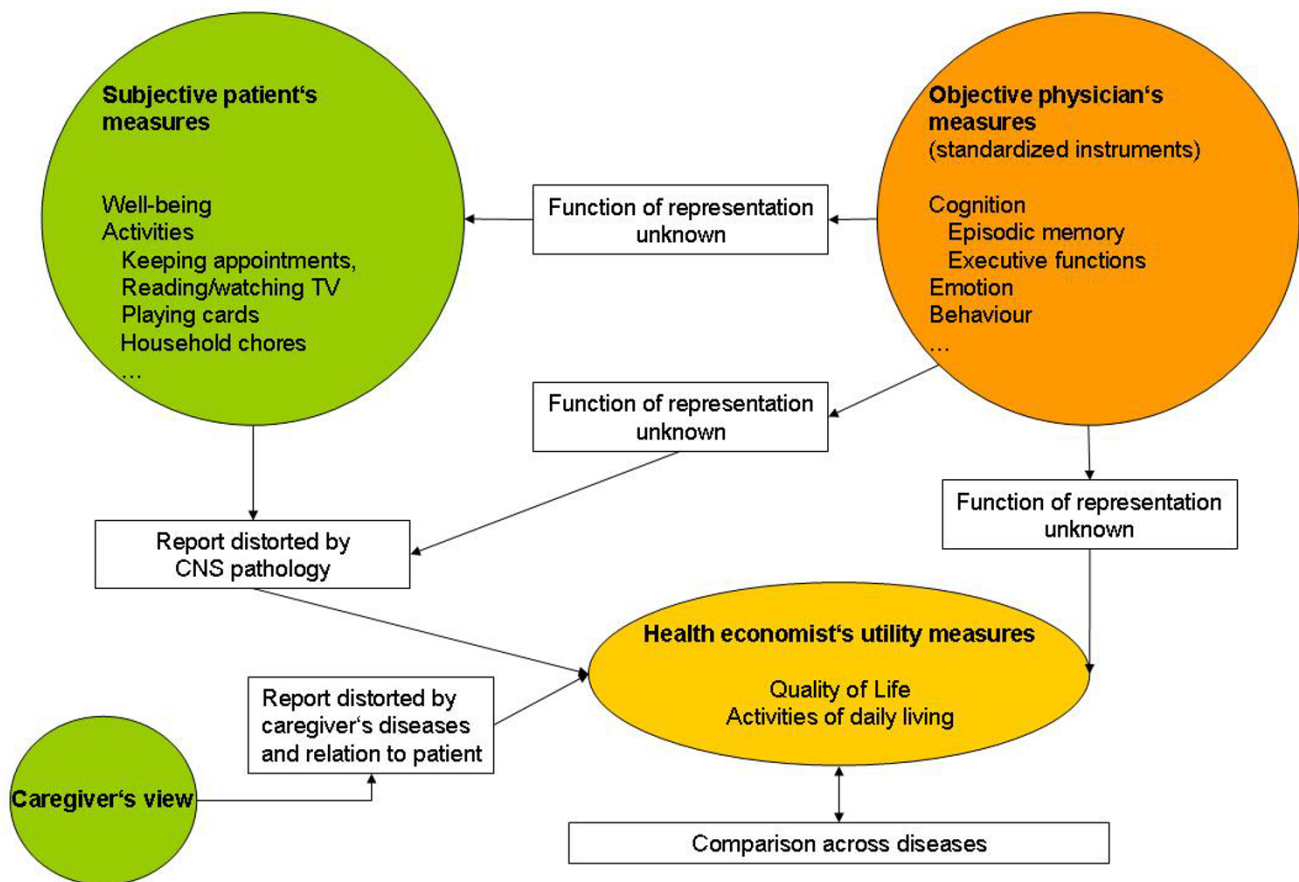 Subjective patient‘s
measures
Well-being
Activities
Keeping appointments,
Reading/watching TV
Playing cards
Household chores
...
Function of representation
unknown
Objective physician‘s
measures
(standardized instruments)
Cognition
Episodic memory
Executive functions
Emotion
Behaviour
...
Function of representation
unknown
Function of representation
unknown
Report distorted by
CNS pathology
Health economist‘s utility measures
Quality of Life
Activities of daily living
Report distorted by
caregiver‘s diseases
and relation to patient
Caregiver‘s view
Comparison across diseases